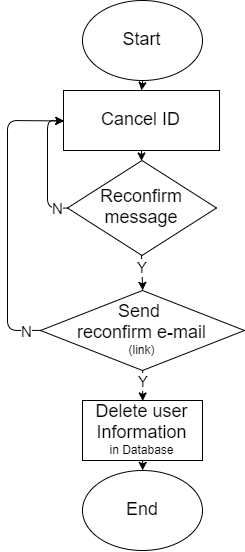 Start
Cancel ID
Reconfirm
message
N
Y
Send
reconfirm e-mail
(link)
N
Y
Delete user
Information
in Database
End